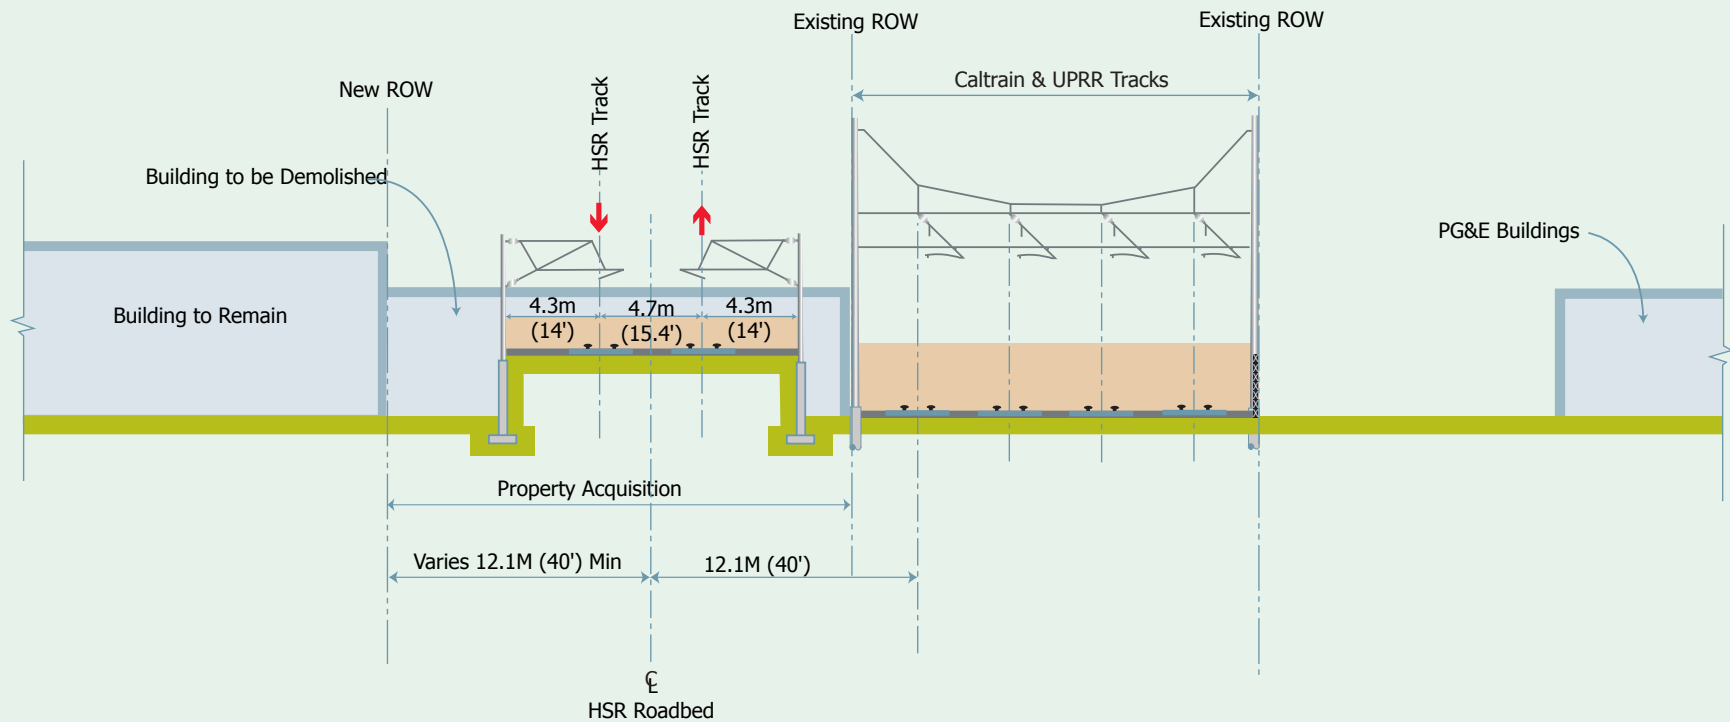 Existing ROW
Existing ROW
Caltrain & UPRR Tracks
New ROW
HSR Track
HSR Track
Building to be Demolished
PG&E Buildings
Building to Remain
4.3m
(14')
4.7m
(15.4')
4.3m
(14')
Property Acquisition
Varies 12.1M (40') Min
12.1M (40')
℄
HSR Roadbed